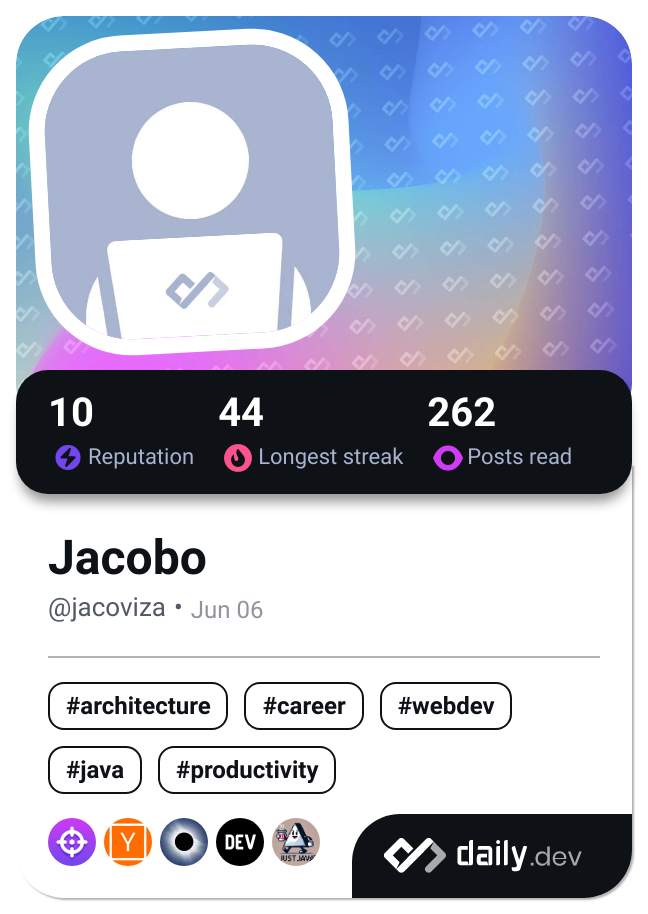 10 44 262
Reputation Longest streak Posts read
Jacobo
@jacoviza • Jun 06
#architecture #career #webdev
#java #productivity
Y DEV JUST JAVA
daily.dev